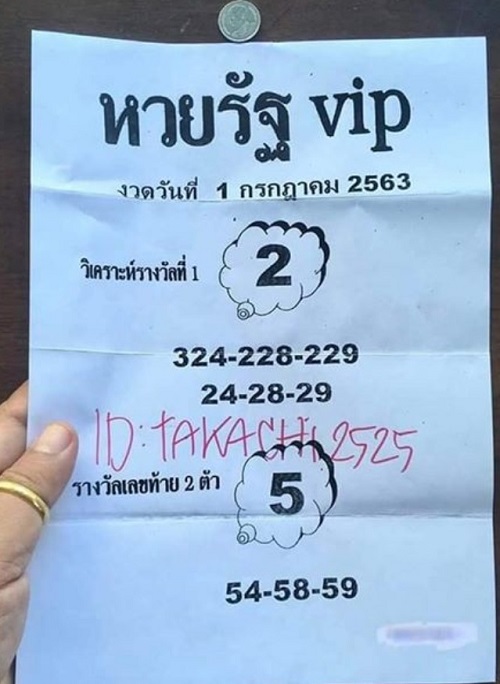 หวยรัฐ vip
งวดวันที่ 1 กรกฎาคม 2563
วิเคราะห์รางวัลที่ 1
2
324-228-229
24-28-29
ID:TAKACHI2525
รางวัลเลขท้าย 2 ตัว
5
54-58-59